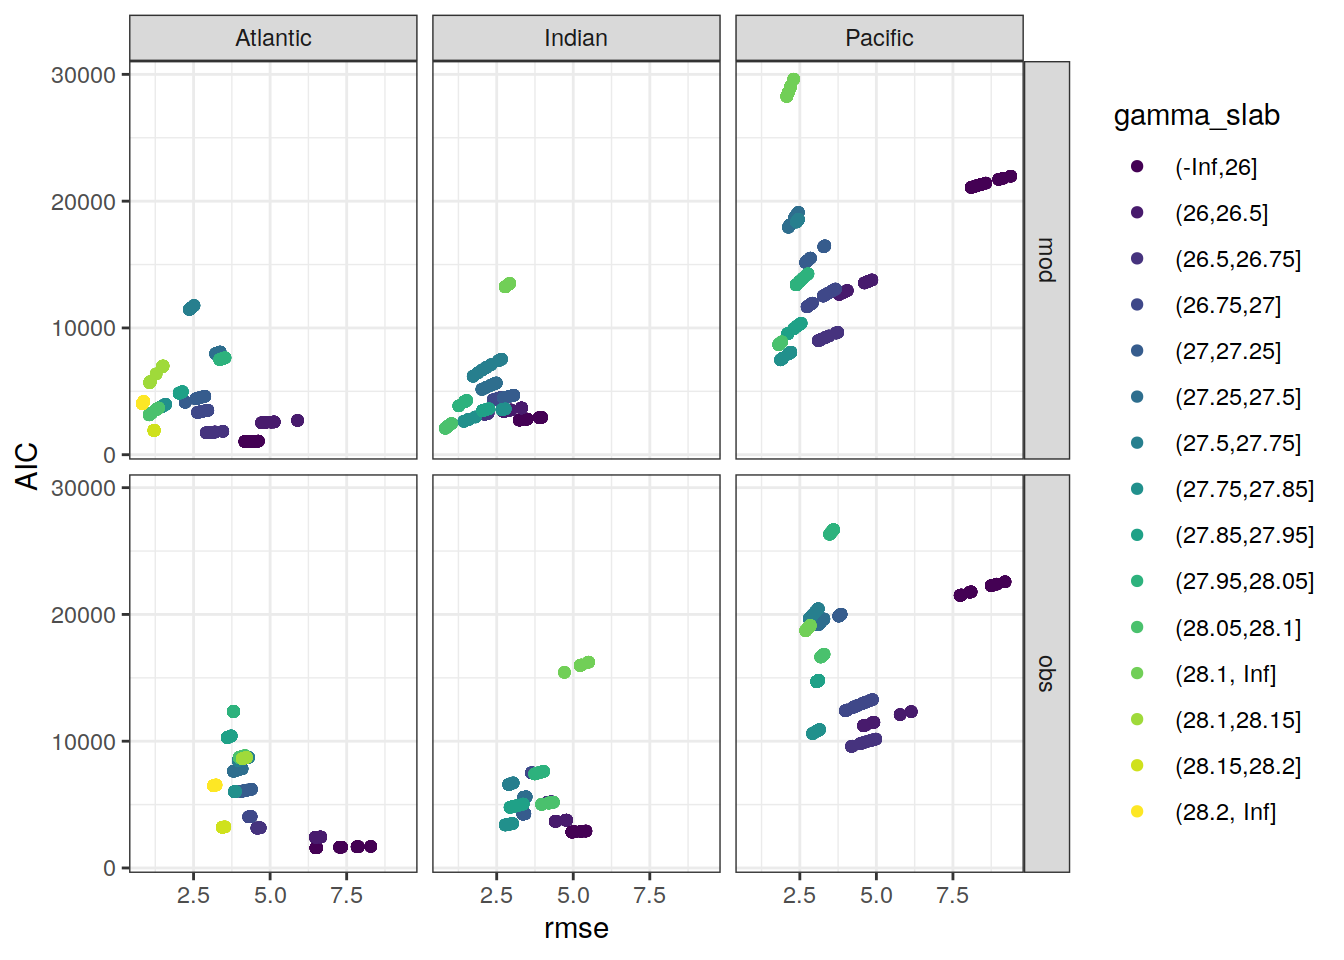 Atlantic
Indian
Pacific
30000
20000
10000
0
mod
30000
20000
10000
0
obs
AIC
2.5
5.0
7.5
2.5
5.0
7.5
2.5
5.0
7.5
rmse
gamma_slab
(-Inf,26]
(26,26.5]
(26.5,26.75]
(26.75,27]
(27,27.25]
(27.25,27.5]
(27.5,27.75]
(27.75,27.85]
(27.85,27.95]
(27.95,28.05]
(28.05,28.1]
(28.1, Inf]
(28.1,28.15]
(28.15,28.2]
(28.2, Inf]